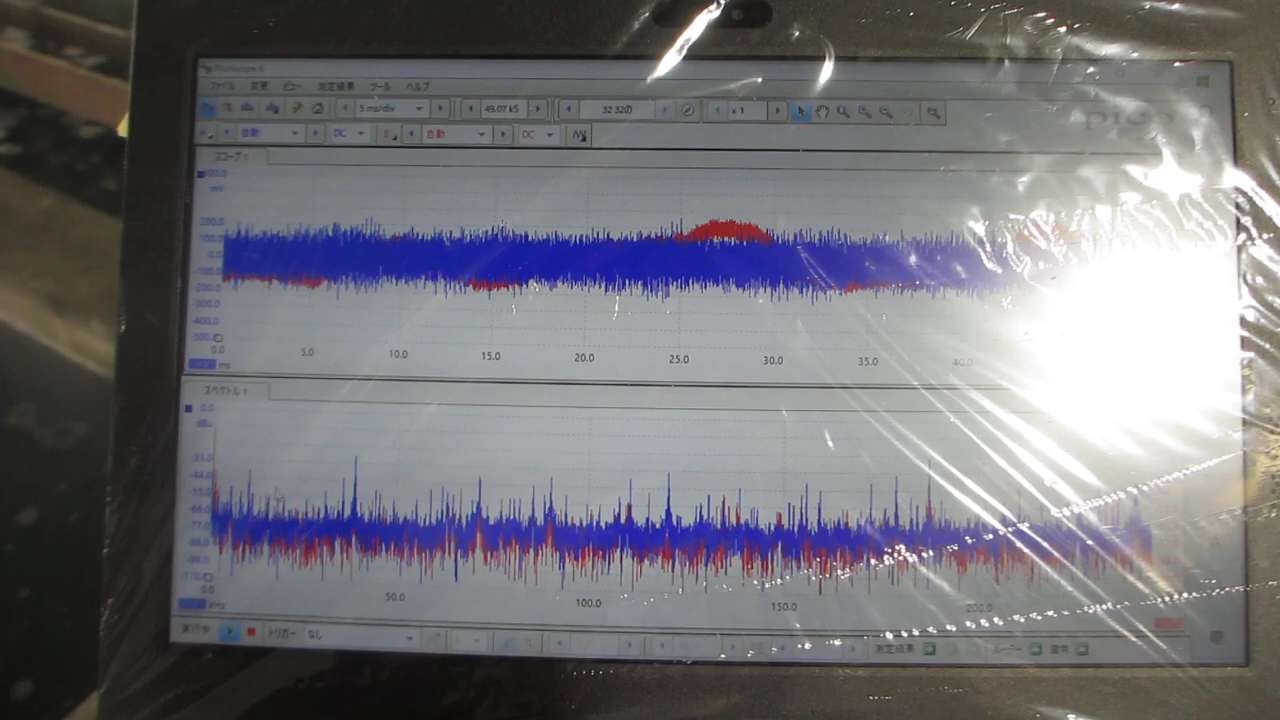 PicoScope 6
ファイル 変更 ビュー 測定結果 ツール ヘルプ
5 ms/div 49.07 kS 32 32の x 1
pico
自動 DC 自動 DC
スコープ 1
mV
200.0
100.0
0.0
-100.0
-200.0
-300.0
-400.0
-500.0
0.0 5.0 10.0 15.0 20.0 25.0 30.0 35.0 40.0
ms
スペクトル 1
0.0
dBu
-33.0
-44.0
-55.0
-66.0
-77.0
-88.0
-99.0
-110.0
0.0 50.0 100.0 150.0 200.0
kHz
実行中 トリガー なし 測定結果